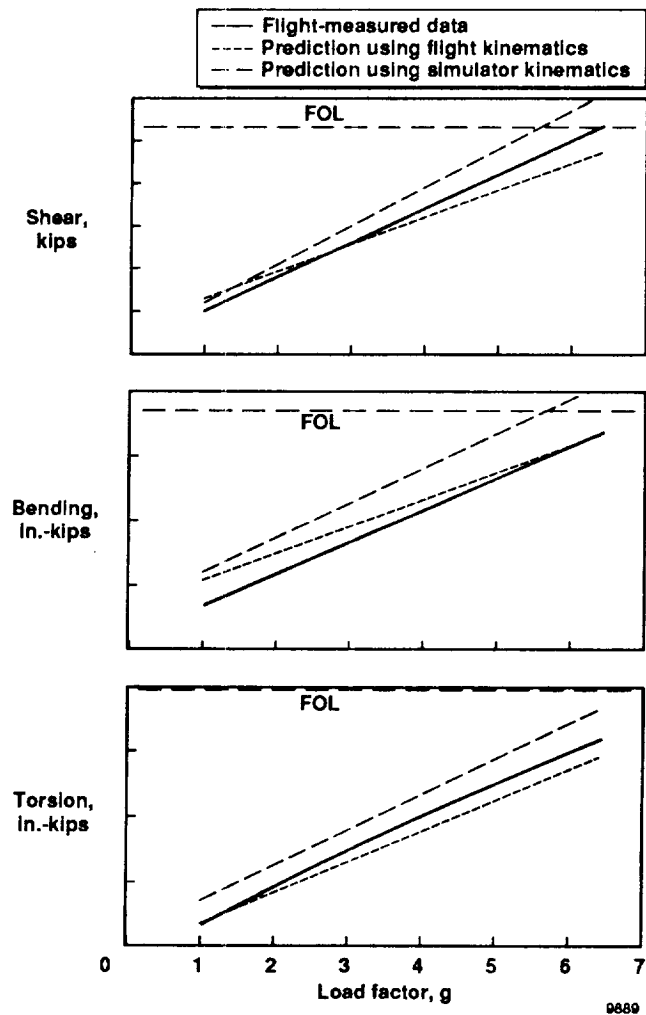 Flight-measured data
Prediction using flight kinematics
Prediction using simulator kinematics
FOL
Shear,
kips
FOL
Bending,
in.-kips
FOL
Torsion,
in.-kips
0 1 2 3 4 5 6 7
Load factor, g
9889